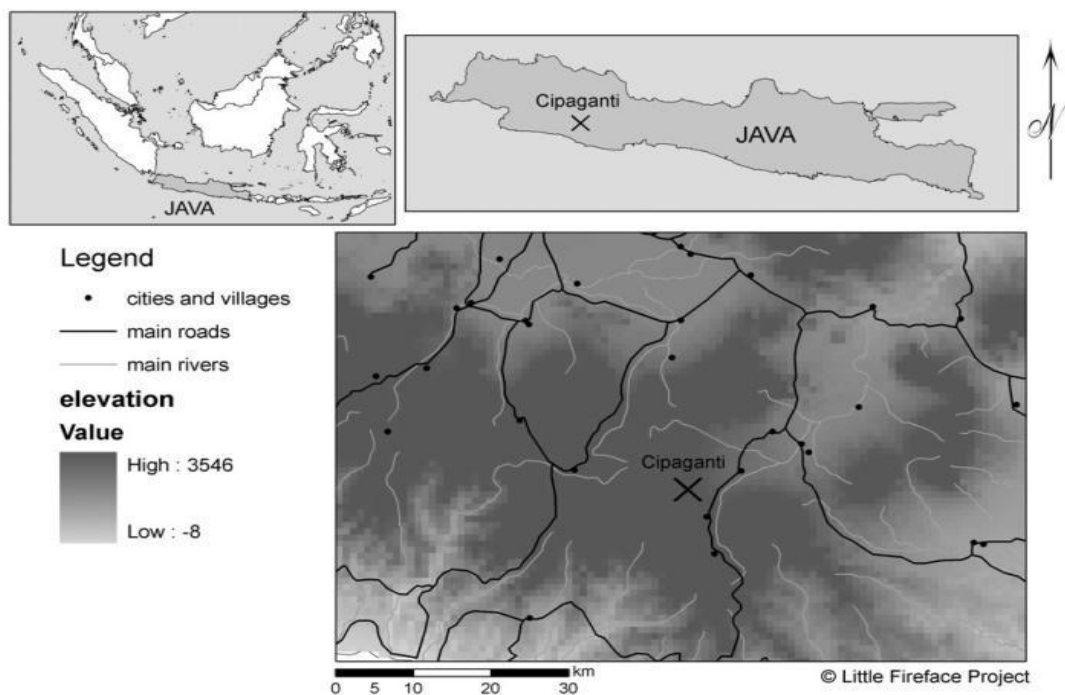 JAVA
Cipaganti
JAVA
N
Legend
cities and villages
main roads
main rivers
elevation
Value
High : 3546
Low : -8
Cipaganti
km
0 5 10 20 30
© Little Fireface Project